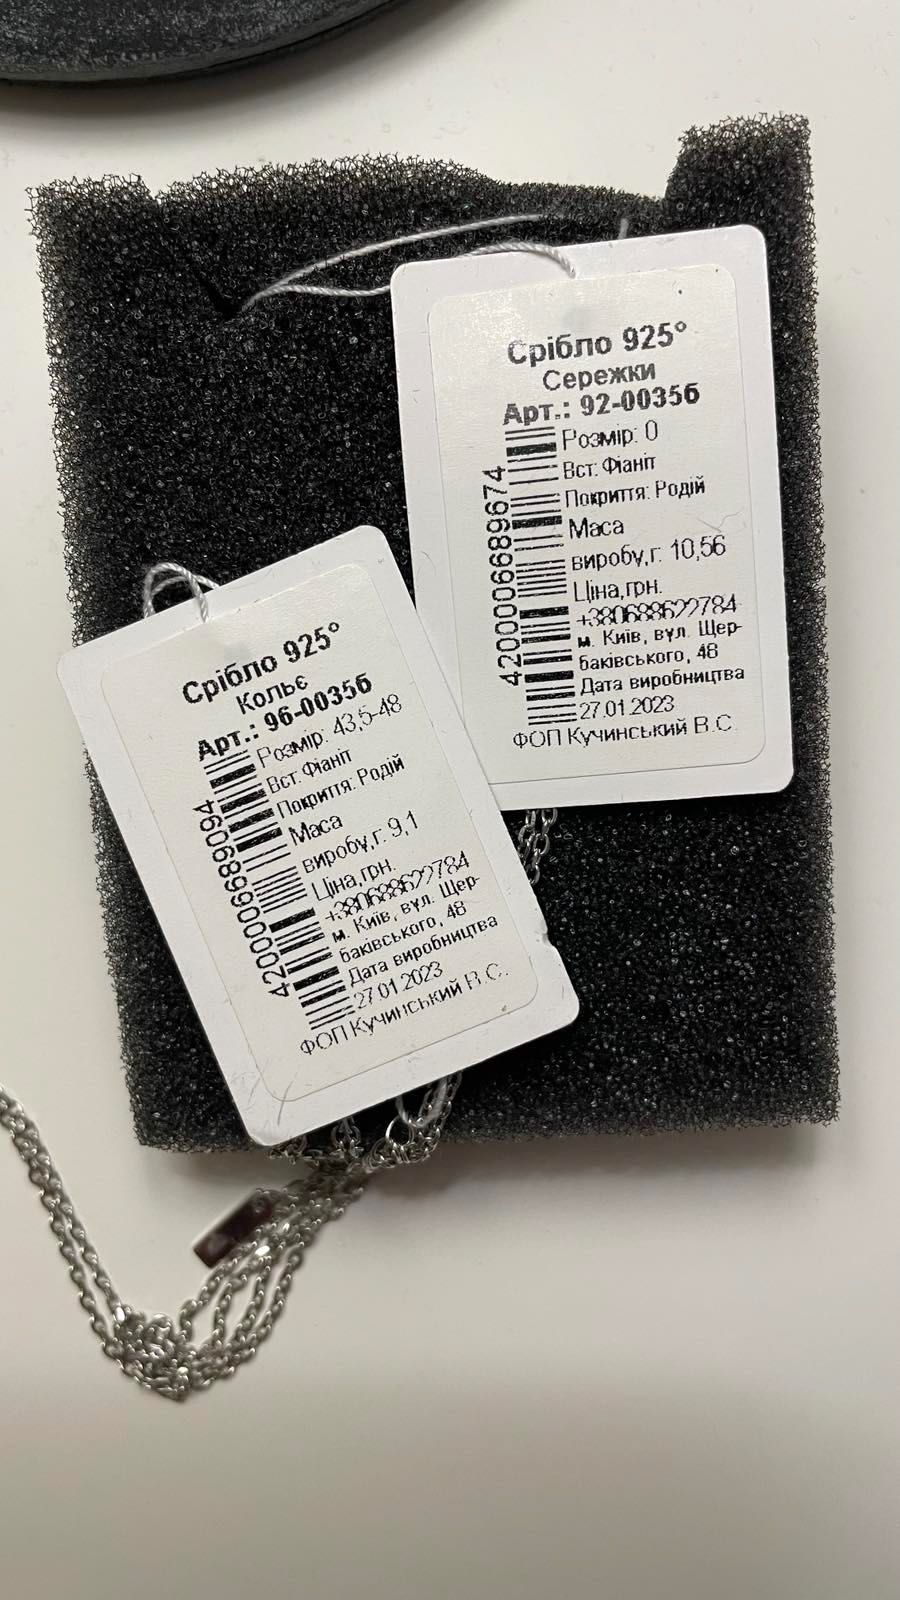 Срібло 925°
Сережки
Арт.: 92-00356
Розмір: 0
Вст: Фіаніт
Покриття: Родій
Маса
виробу,г. 10,56
Ціна,грн.
+380688622784
м. Київ, вул. Щер-
баківського, 48
Дата виробництва
27.01.2023
ФОП Кучинський В.С.
4200006689674
Срібло 925°
Кольє
Арт.: 96-00356
Розмір: 43,5-48
Вст: Фіаніт
Покриття: Родій
Маса
виробу,г. 9,1
Ціна,грн.
+380688622784
м. Київ, вул. Щер-
баківського, 48
Дата виробництва
27.01.2023
ФОП Кучинський В.С.
4200006689094